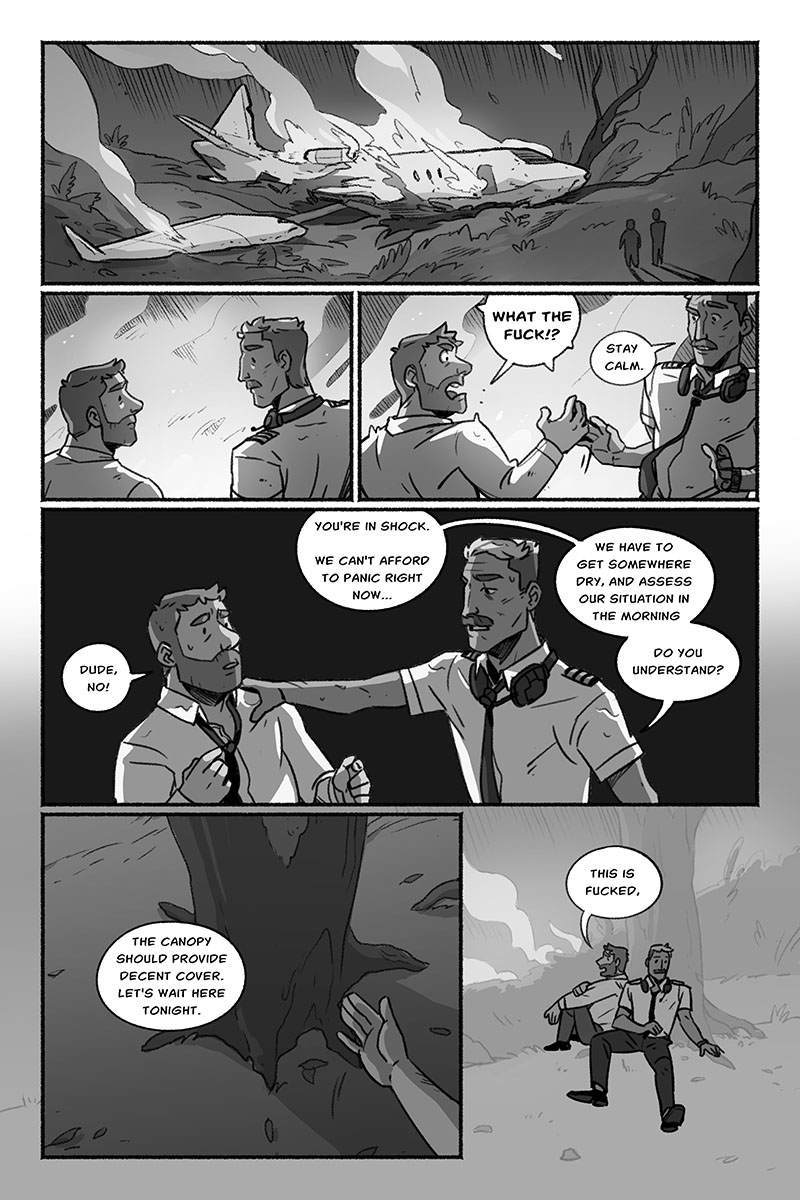 WHAT THE
FUCK!?
STAY
CALM.
YOU'RE IN SHOCK.
WE CAN'T AFFORD
TO PANIC RIGHT
NOW...
WE HAVE TO
GET SOMEWHERE
DRY, AND ASSESS
OUR SITUATION IN
THE MORNING
DO YOU
UNDERSTAND?
DUDE,
NO!
THE CANOPY
SHOULD PROVIDE
DECENT COVER.
LET'S WAIT HERE
TONIGHT.
THIS IS
FUCKED,